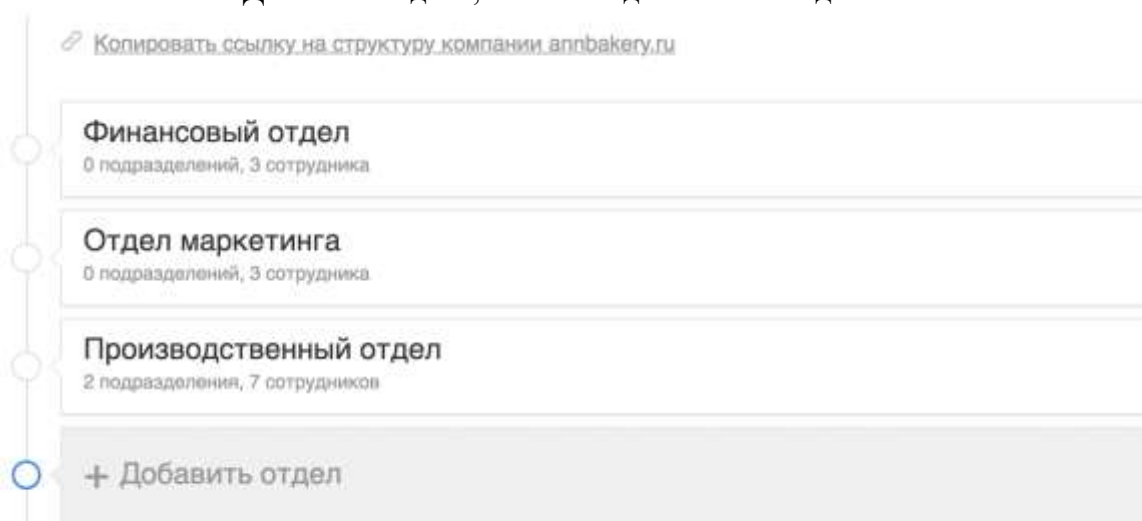 Копировать ссылку на структуру компании annbakery.ru
Финансовый отдел
0 подразделений, 3 сотрудника
Отдел маркетинга
0 подразделений, 3 сотрудника
Производственный отдел
2 подразделения, 7 сотрудников
+ Добавить отдел